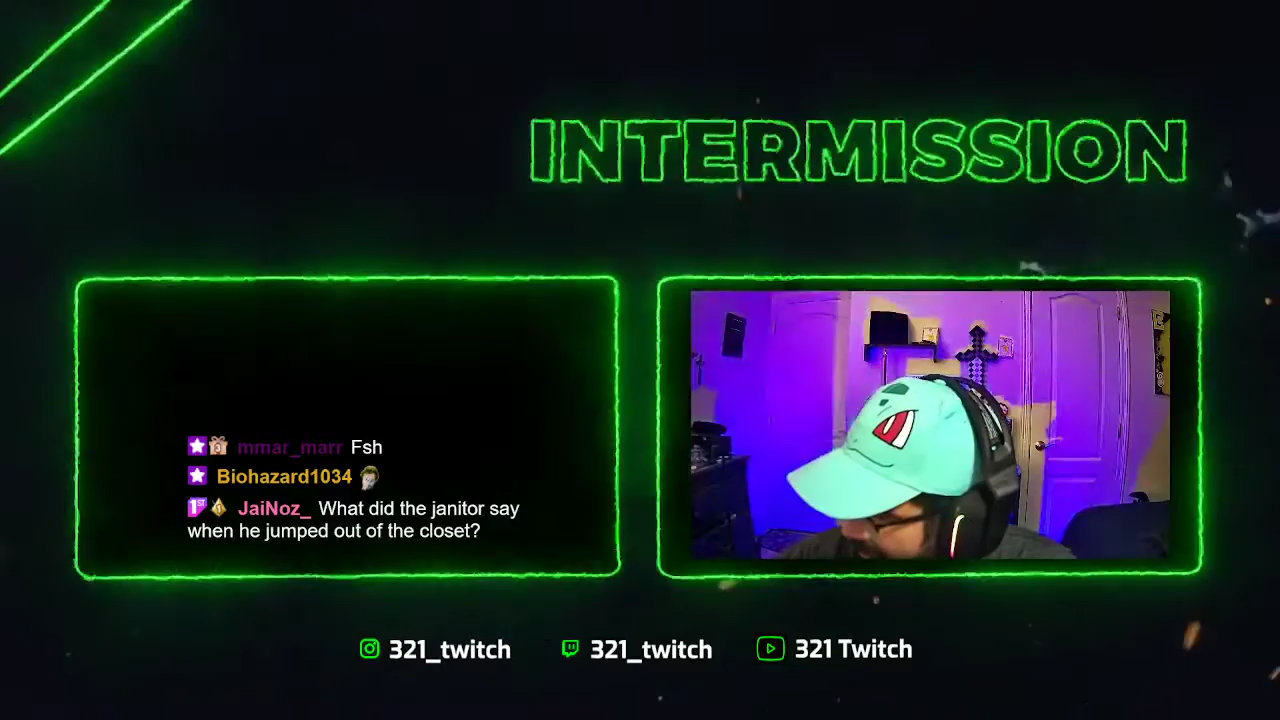 INTERMISSION
mmar_marr Fsh
Biohazard1034
1ST JaiNoz_ What did the janitor say
when he jumped out of the closet?
321_twitch 321_twitch 321 Twitch